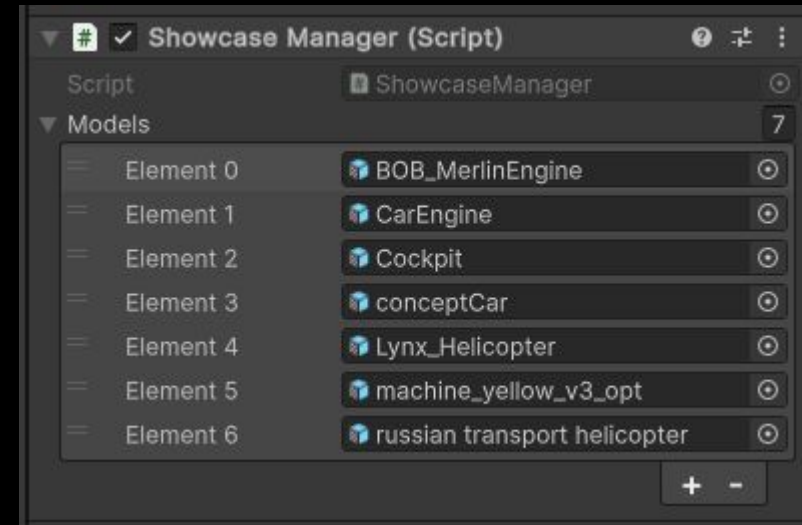 # Showcase Manager (Script)
Script # ShowcaseManager
Models 7
Element 0 BOB_MerlinEngine
Element 1 CarEngine
Element 2 Cockpit
Element 3 conceptCar
Element 4 Lynx_Helicopter
Element 5 machine_yellow_v3_opt
Element 6 russian transport helicopter
+ -